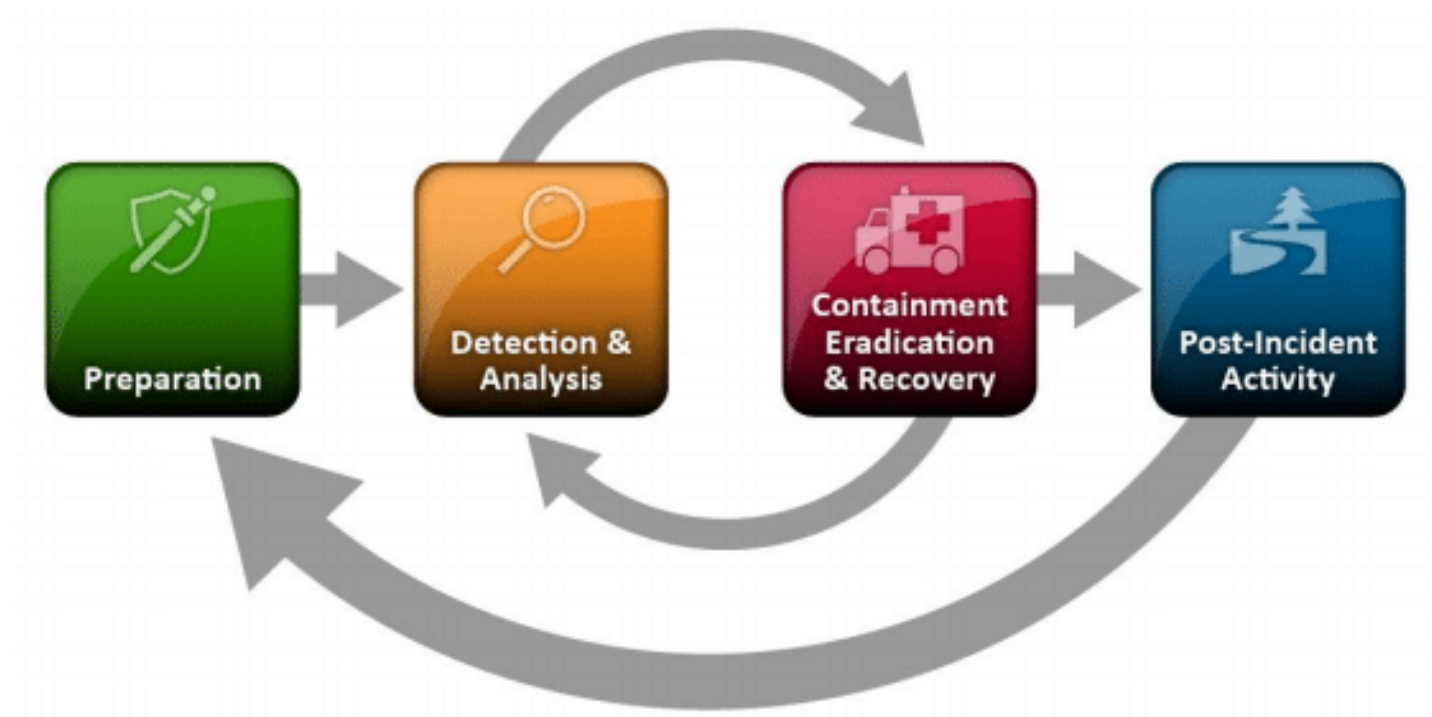 Preparation
Detection &
Analysis
Containment
Eradication
& Recovery
Post-Incident
Activity